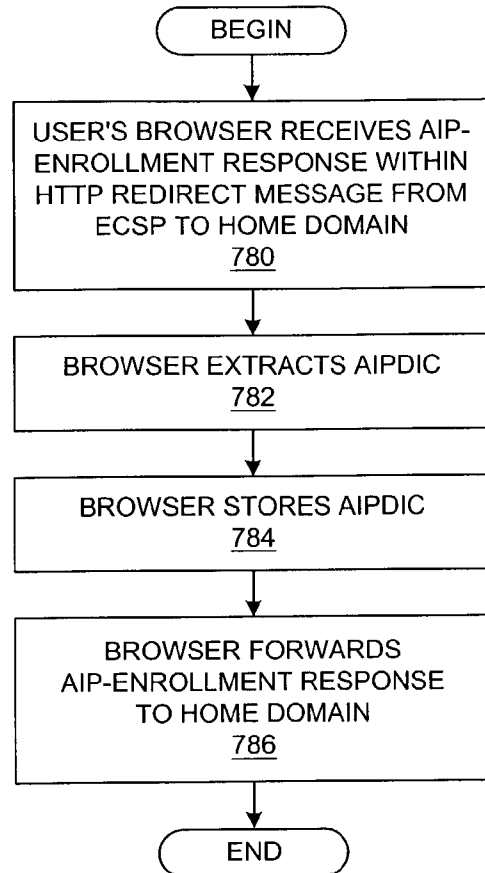 BEGIN
USER'S BROWSER RECEIVES AIP-
ENROLLMENT RESPONSE WITHIN
HTTP REDIRECT MESSAGE FROM
ECSP TO HOME DOMAIN
780
BROWSER EXTRACTS AIPDIC
782
BROWSER STORES AIPDIC
784
BROWSER FORWARDS
AIP-ENROLLMENT RESPONSE
TO HOME DOMAIN
786
END